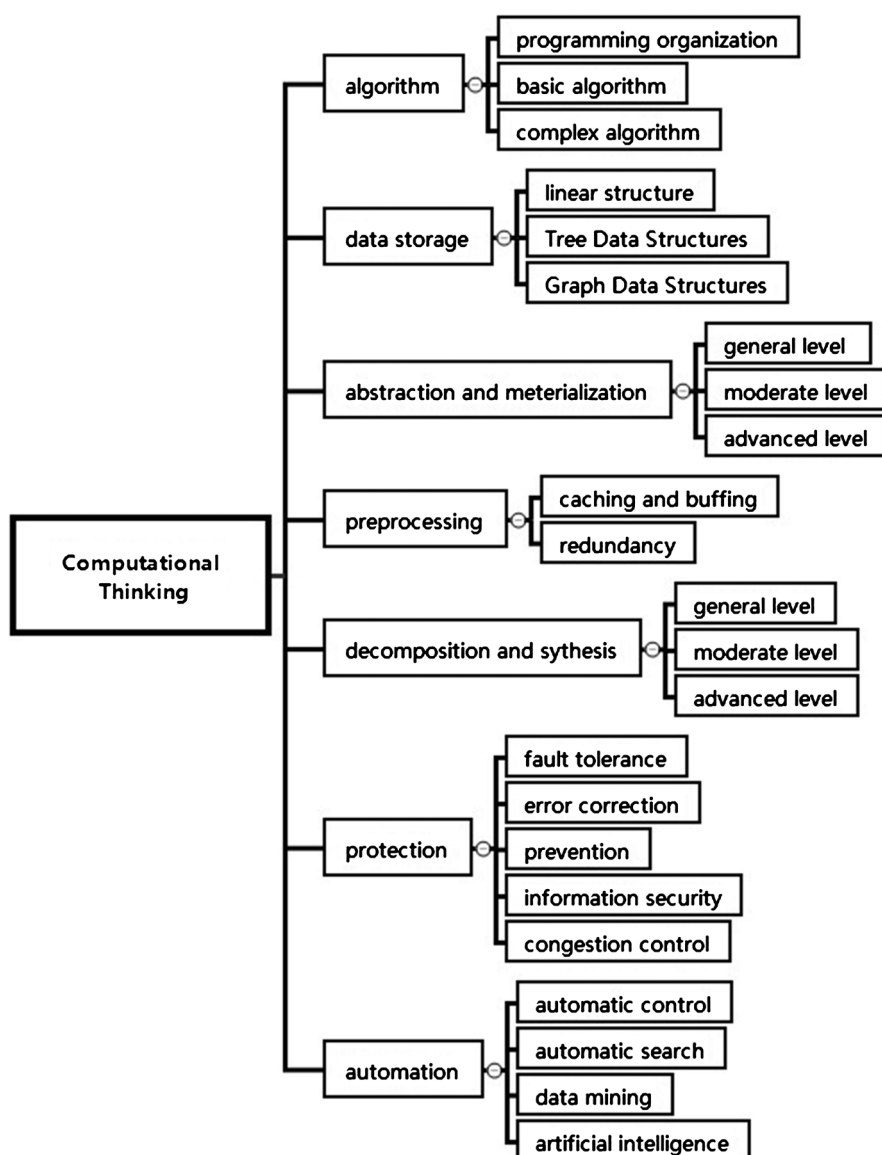 programming organization
algorithm
basic algorithm
complex algorithm
linear structure
data storage
Tree Data Structures
Graph Data Structures
general level
abstraction and meterialization
moderate level
advanced level
caching and buffing
preprocessing
redundancy
Computational
Thinking
general level
decomposition and sythesis
moderate level
advanced level
fault tolerance
error correction
protection
prevention
information security
congestion control
automatic control
automatic search
automation
data mining
artificial intelligence